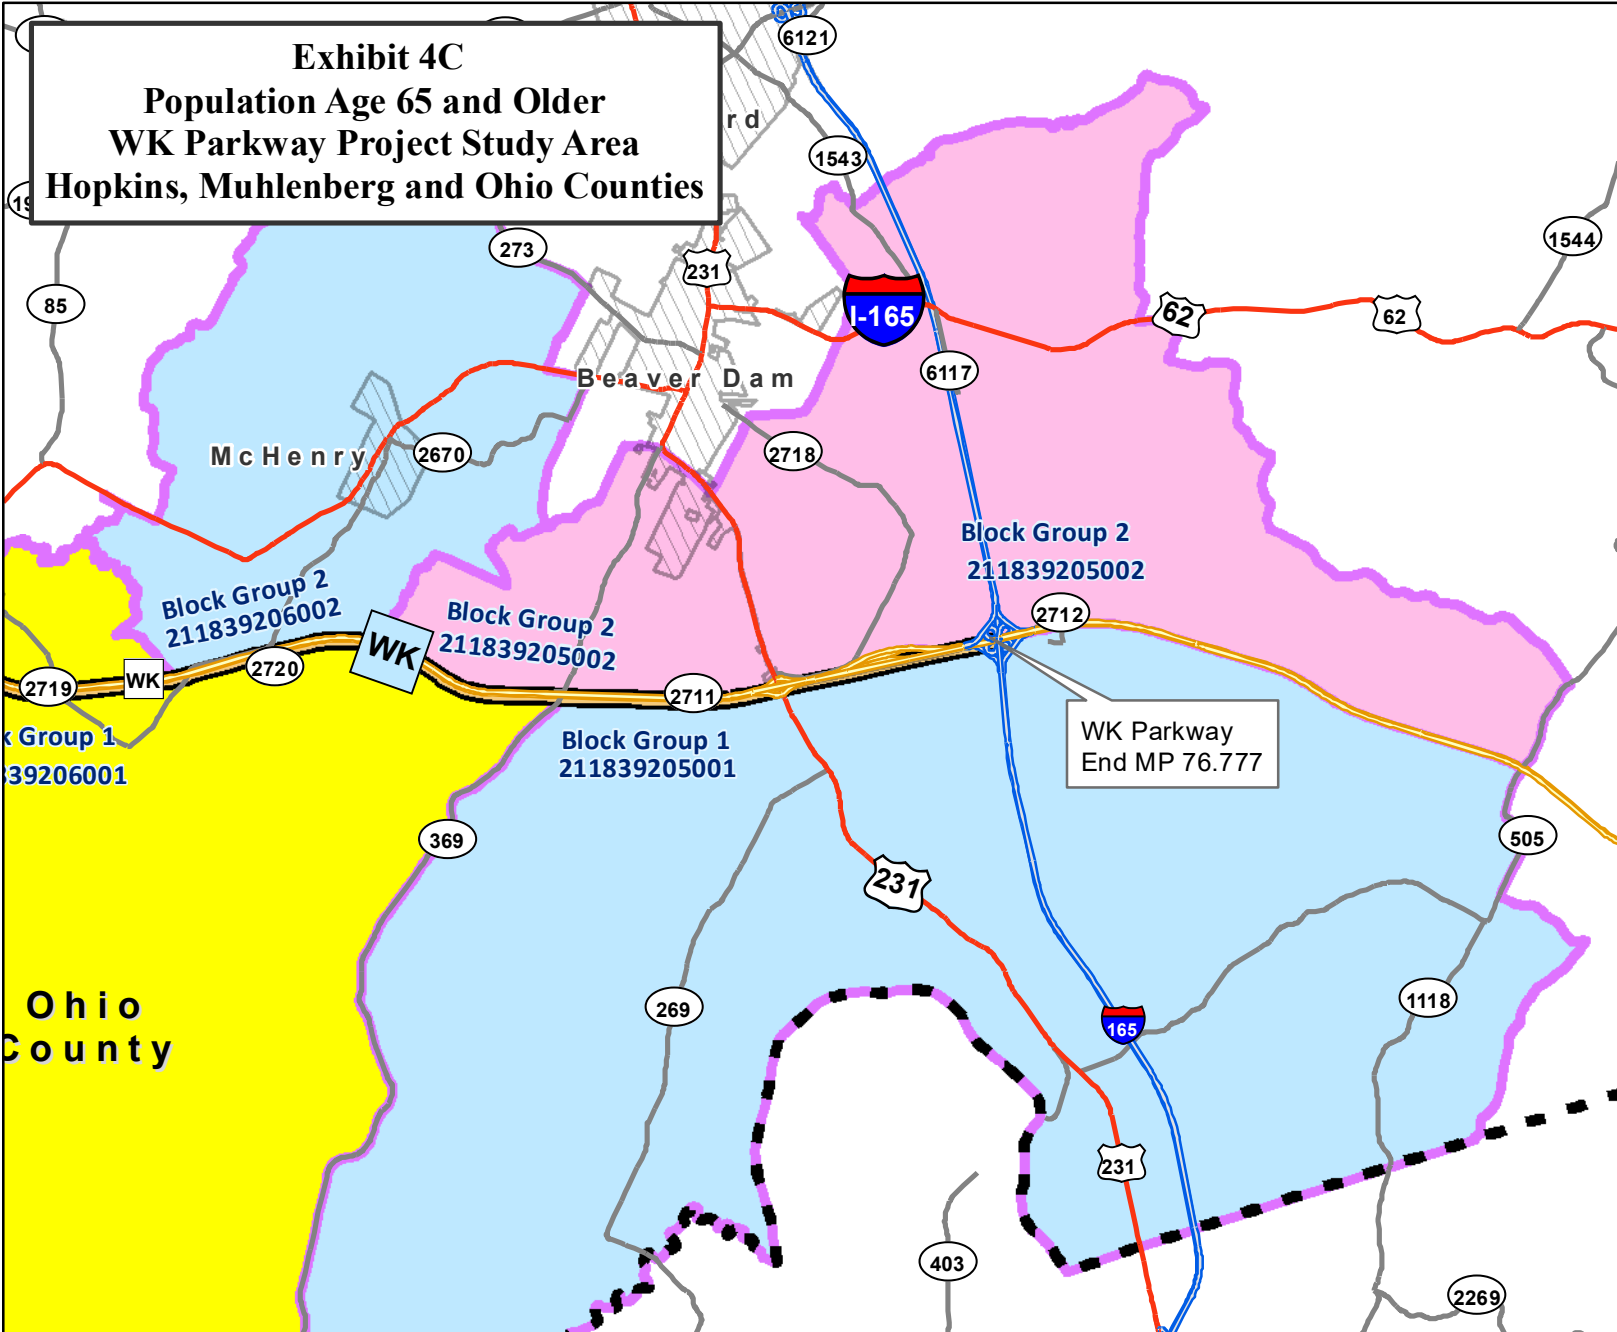 Exhibit 4C
Population Age 65 and Older
WK Parkway Project Study Area
Hopkins, Muhlenberg and Ohio Counties
6121
rd
1543
1544
273
231
85
I-165
62
62
6117
Beaver Dam
McHenry
2670
2718
Block Group 2
211839205002
Block Group 2
211839206002
Block Group 2
211839205002
2712
WK
WK
2719
2720
2711
k Group 1
339206001
Block Group 1
211839205001
WK Parkway
End MP 76.777
369
505
231
Ohio
County
269
1118
165
231
403
2269